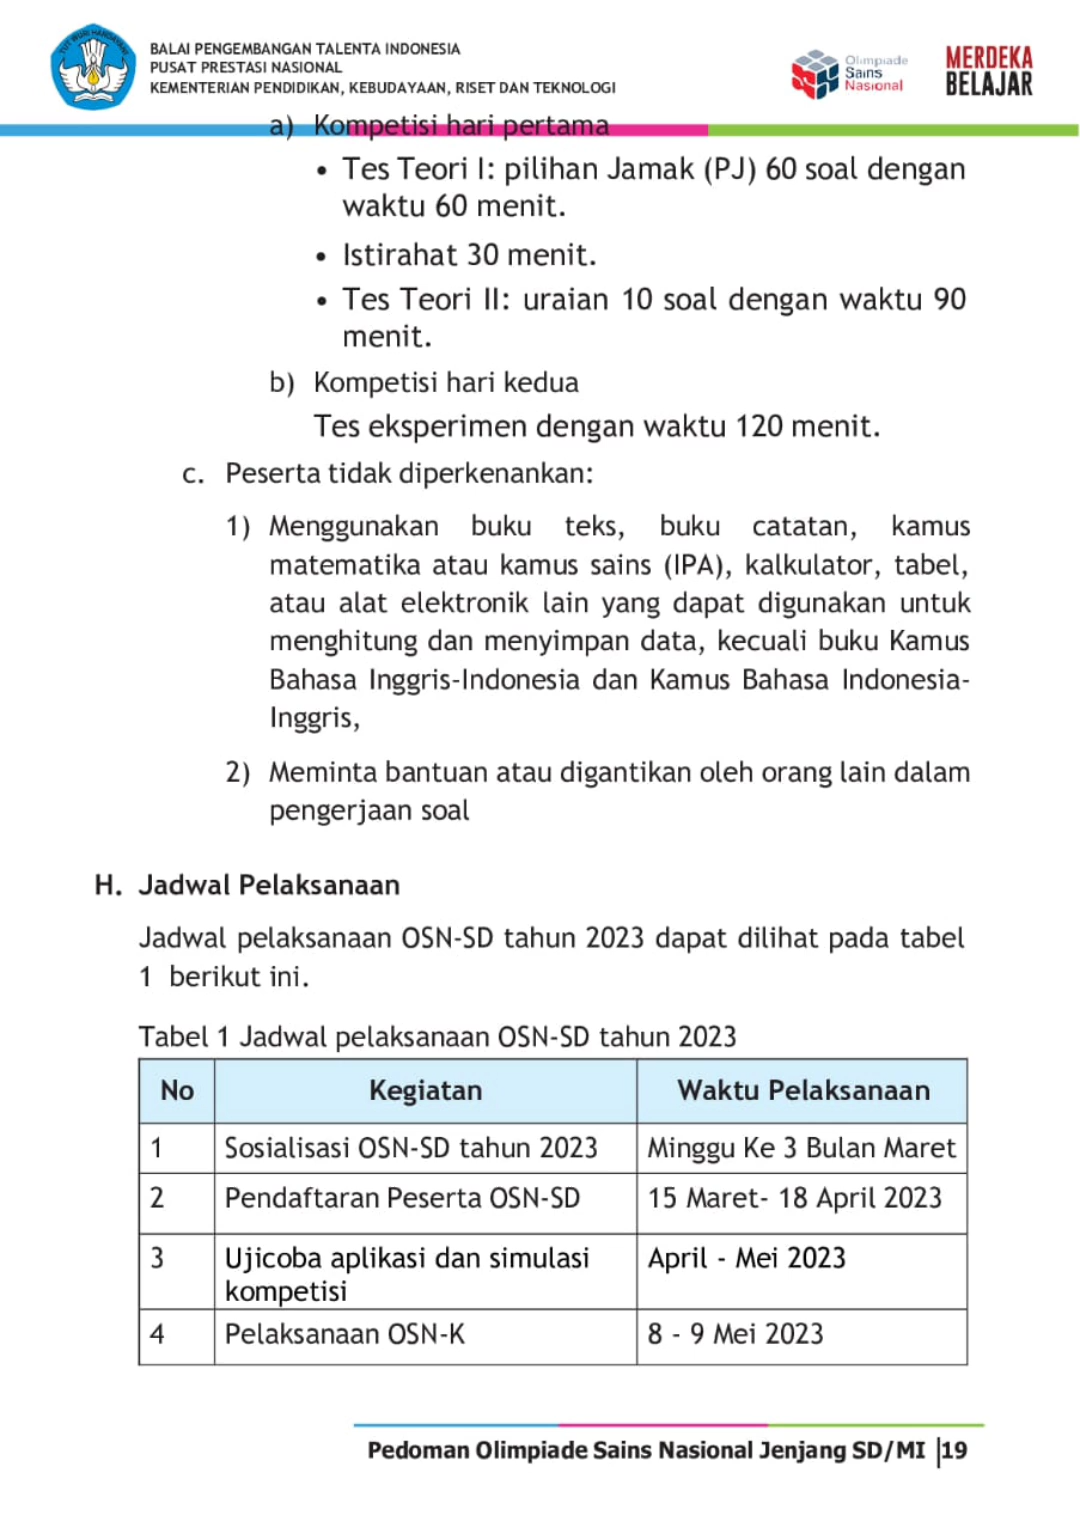 TUT WURI HANDAYANI
BALAI PENGEMBANGAN TALENTA INDONESIA
PUSAT PRESTASI NASIONAL
KEMENTERIAN PENDIDIKAN, KEBUDAYAAN, RISET DAN TEKNOLOGI
Olimpiade
Sains
Nasional
MERDEKA
BELAJAR
a) Kompetisi hari pertama
• Tes Teori I: pilihan Jamak (PJ) 60 soal dengan
waktu 60 menit.
• Istirahat 30 menit.
• Tes Teori II: uraian 10 soal dengan waktu 90
menit.
b) Kompetisi hari kedua
Tes eksperimen dengan waktu 120 menit.
c. Peserta tidak diperkenankan:
1) Menggunakan buku teks, buku catatan, kamus
matematika atau kamus sains (IPA), kalkulator, tabel,
atau alat elektronik lain yang dapat digunakan untuk
menghitung dan menyimpan data, kecuali buku Kamus
Bahasa Inggris-Indonesia dan Kamus Bahasa Indonesia-
Inggris,
2) Meminta bantuan atau digantikan oleh orang lain dalam
pengerjaan soal
H. Jadwal Pelaksanaan
Jadwal pelaksanaan OSN-SD tahun 2023 dapat dilihat pada tabel
1 berikut ini.
Tabel 1 Jadwal pelaksanaan OSN-SD tahun 2023
No Kegiatan Waktu Pelaksanaan
1 Sosialisasi OSN-SD tahun 2023 Minggu Ke 3 Bulan Maret
2 Pendaftaran Peserta OSN-SD 15 Maret- 18 April 2023
3 Ujicoba aplikasi dan simulasi April - Mei 2023
kompetisi
4 Pelaksanaan OSN-K 8 - 9 Mei 2023
Pedoman Olimpiade Sains Nasional Jenjang SD/MI |19